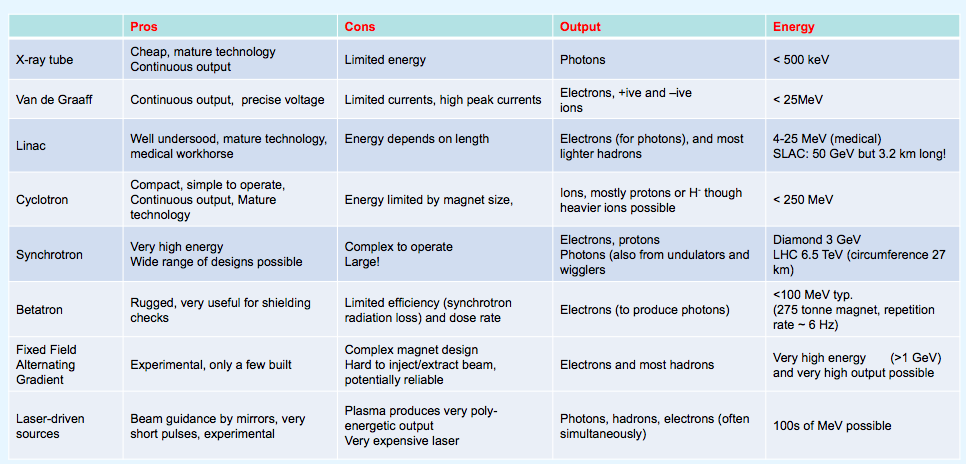 Pros Cons Output Energy
X-ray tube
Cheap, mature technology
Continuous output
Limited energy
Photons
< 500 keV
Van de Graaff
Continuous output, precise voltage
Limited currents, high peak currents
Electrons, +ive and –ive
ions
< 25MeV
Linac
Well undersood, mature technology,
medical workhorse
Energy depends on length
Electrons (for photons), and most
lighter hadrons
4-25 MeV (medical)
SLAC: 50 GeV but 3.2 km long!
Cyclotron
Compact, simple to operate,
Continuous output, Mature
technology
Energy limited by magnet size,
Ions, mostly protons or H⁻ though
heavier ions possible
< 250 MeV
Synchrotron
Very high energy
Wide range of designs possible
Complex to operate
Large!
Electrons, protons
Photons (also from undulators and
wigglers
Diamond 3 GeV
LHC 6.5 TeV (circumference 27
km)
Betatron
Rugged, very useful for shielding
checks
Limited efficiency (synchrotron
radiation loss) and dose rate
Electrons (to produce photons)
<100 MeV typ.
(275 tonne magnet, repetition
rate ~ 6 Hz)
Fixed Field
Alternating
Gradient
Experimental, only a few built
Complex magnet design
Hard to inject/extract beam,
potentially reliable
Electrons and most hadrons
Very high energy (>1 GeV)
and very high output possible
Laser-driven
sources
Beam guidance by mirrors, very
short pulses, experimental
Plasma produces very poly-
energetic output
Very expensive laser
Photons, hadrons, electrons (often
simultaneously)
100s of MeV possible